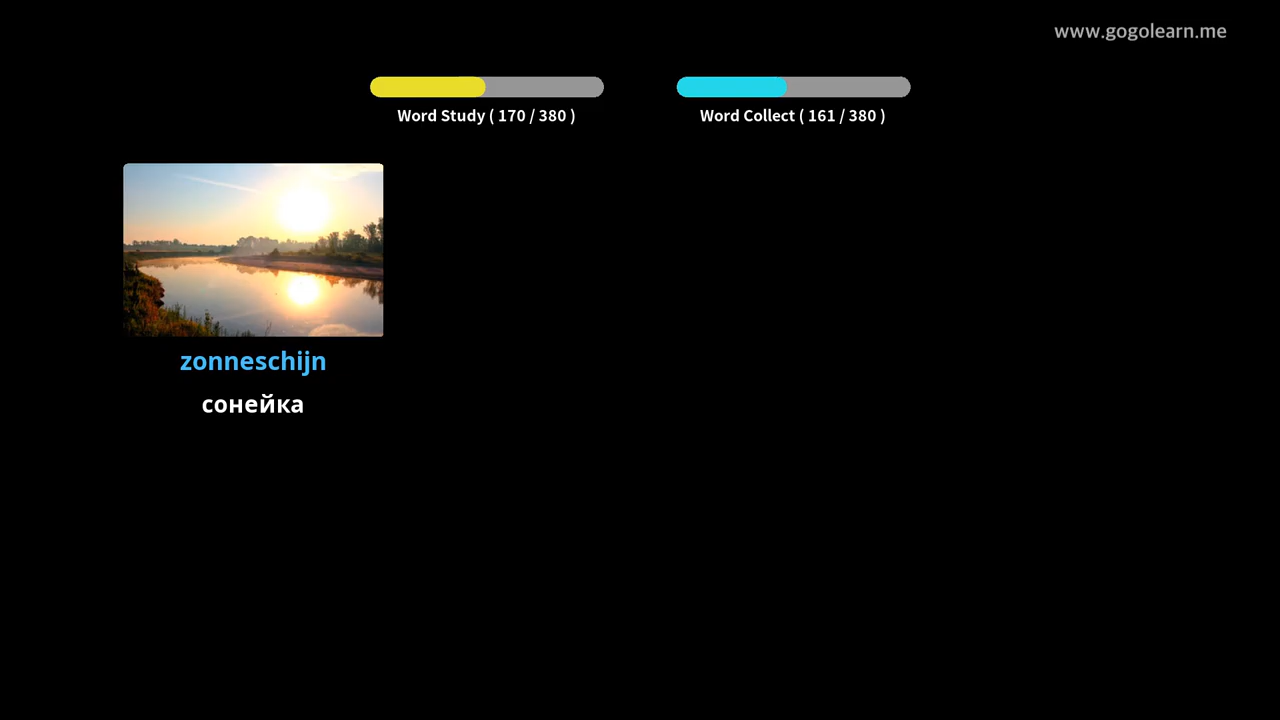 www.gogolearn.me
Word Study ( 170 / 380 )
Word Collect ( 161 / 380 )
zonneschijn
сонейка